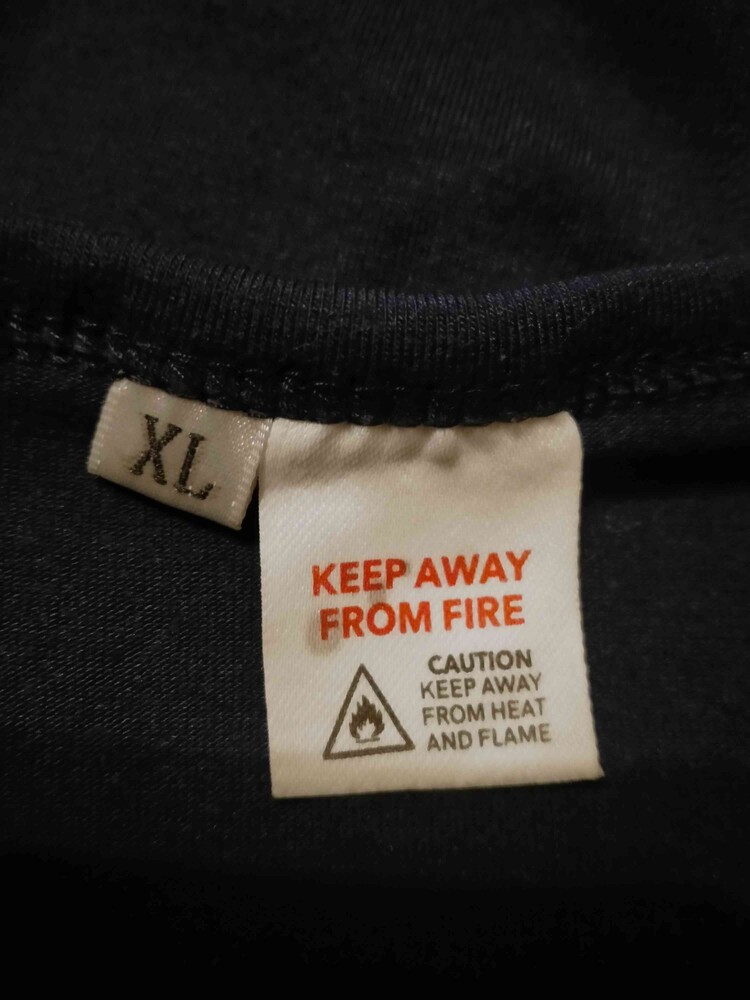 XL
KEEP AWAY
FROM FIRE
CAUTION
KEEP AWAY
FROM HEAT
AND FLAME